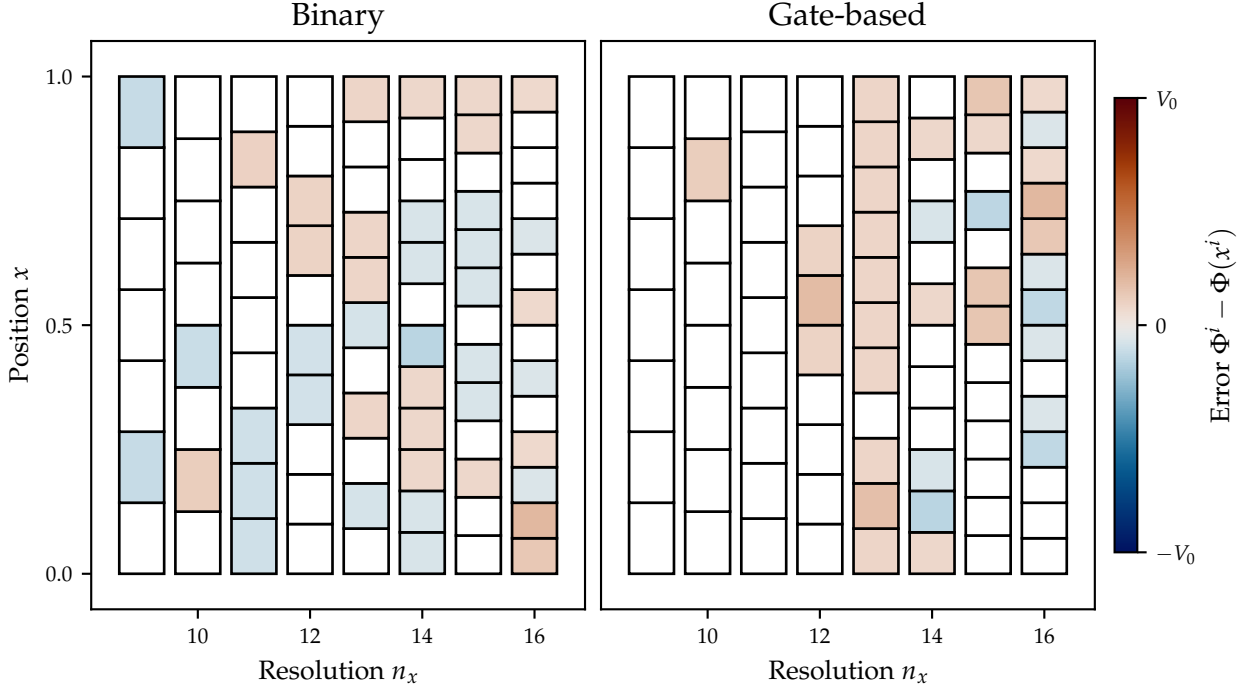 Binary
Gate-based
1.0
0.5
0.0
Position x
10
12
14
16
Resolution n_x
10
12
14
16
Resolution n_x
V_0
0
−V_0
Error Φ^i − Φ(x^i)